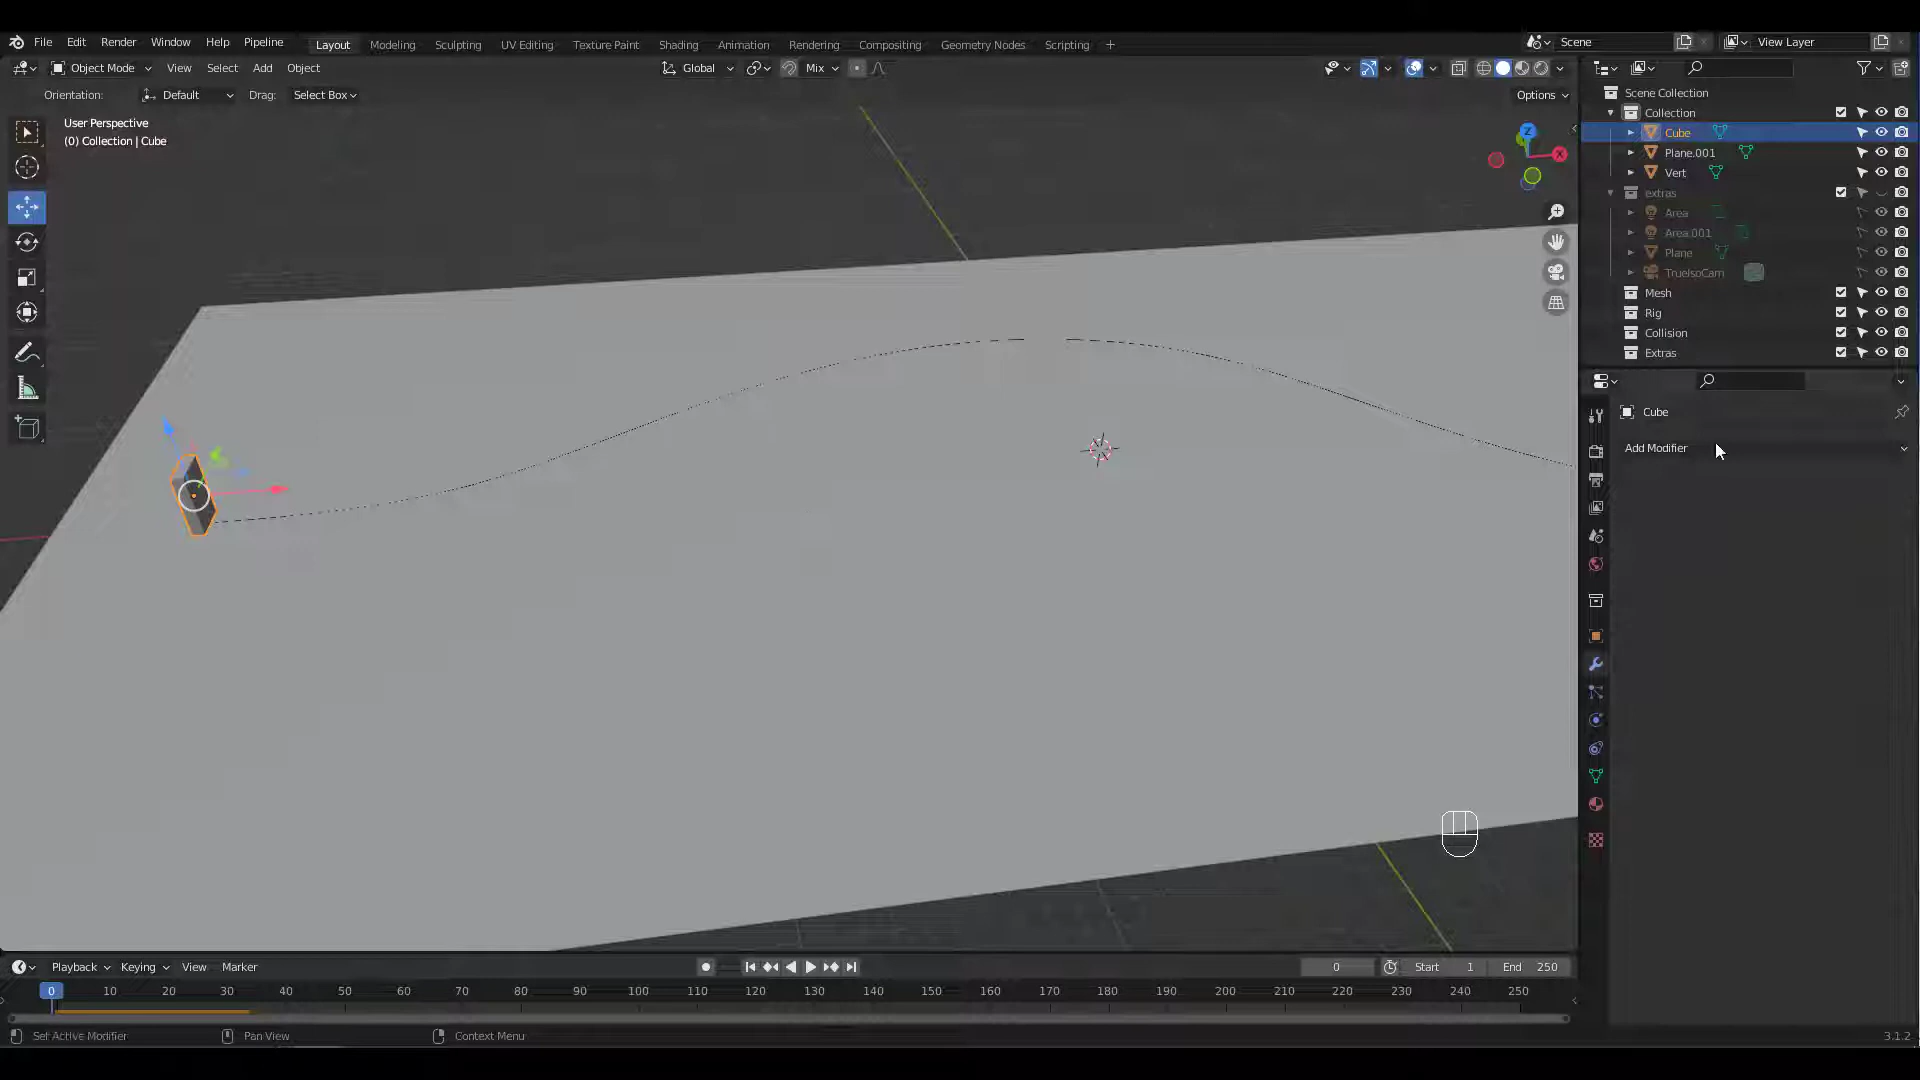 File Edit Render Window Help Pipeline Layout Modeling Sculpting UV Editing Texture Paint Shading Animation Rendering Compositing Geometry Nodes Scripting + Scene View Layer
Object Mode View Select Add Object Global Mix
Orientation: Default Drag: Select Box Options
User Perspective
(0) Collection | Cube
Z
X
Scene Collection
Collection
Cube
Plane.001
Vert
extras
Area
Area.001
Plane
TrueIsoCam
Mesh
Rig
Collision
Extras
Cube
Add Modifier
Playback Keying View Marker 0 Start 1 End 250
0 10 20 30 40 50 60 70 80 90 100 110 120 130 140 150 160 170 180 190 200 210 220 230 240 250
Set Active Modifier Pan View Context Menu 3.1.2